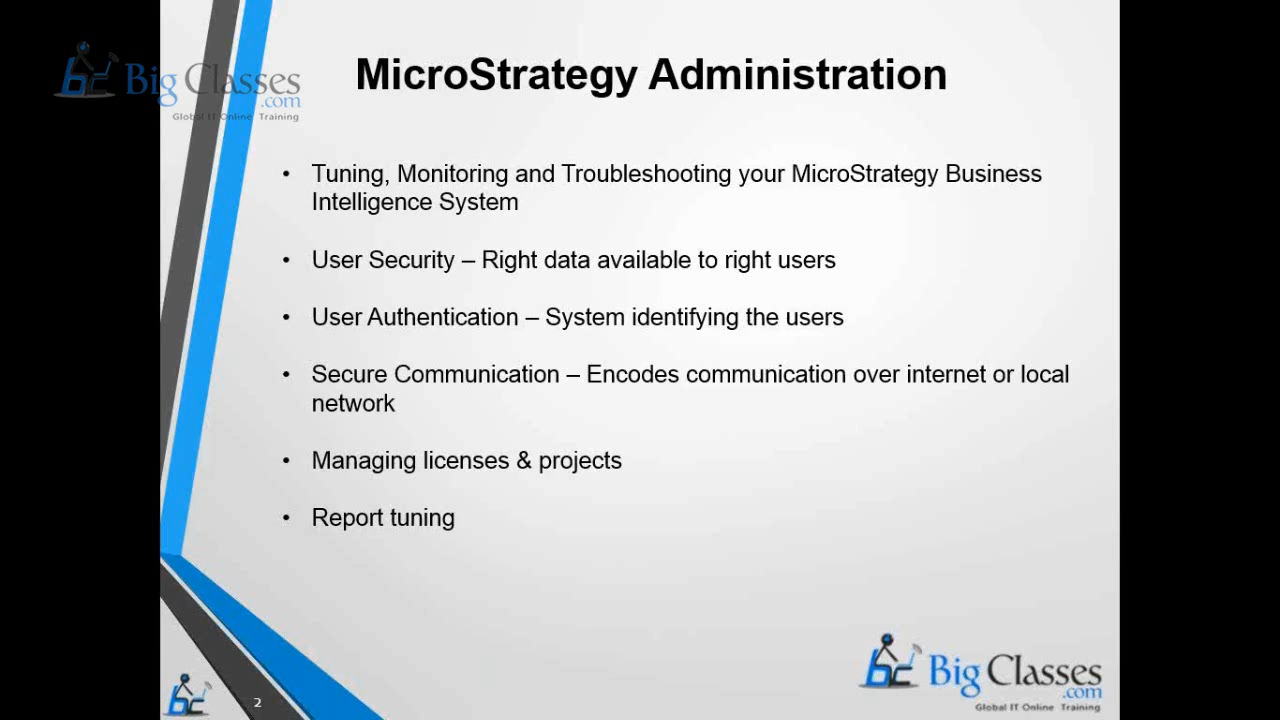 Big Classes
.com
Global IT Online Training
MicroStrategy Administration
• Tuning, Monitoring and Troubleshooting your MicroStrategy Business
Intelligence System
• User Security – Right data available to right users
• User Authentication – System identifying the users
• Secure Communication – Encodes communication over internet or local
network
• Managing licenses & projects
• Report tuning
2
Big Classes
.com
Global IT Online Training